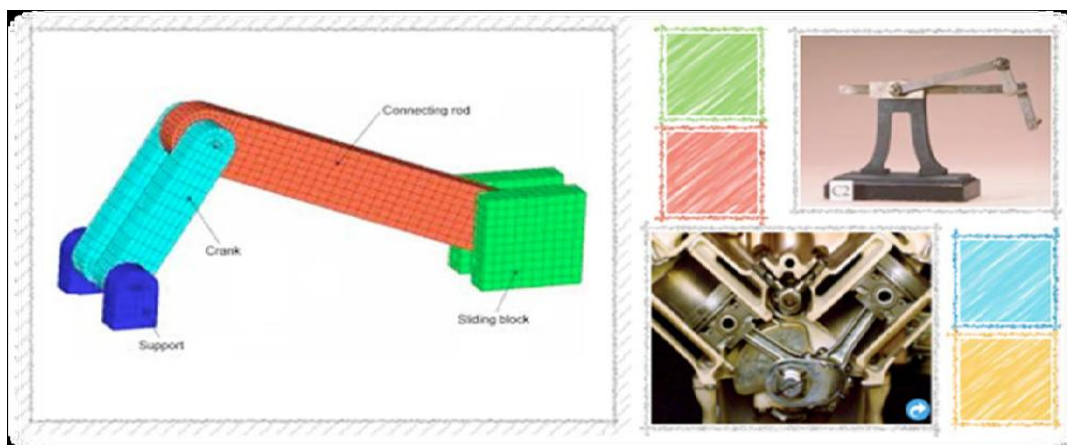 Connecting rod
Crank
Sliding block
Support
C2